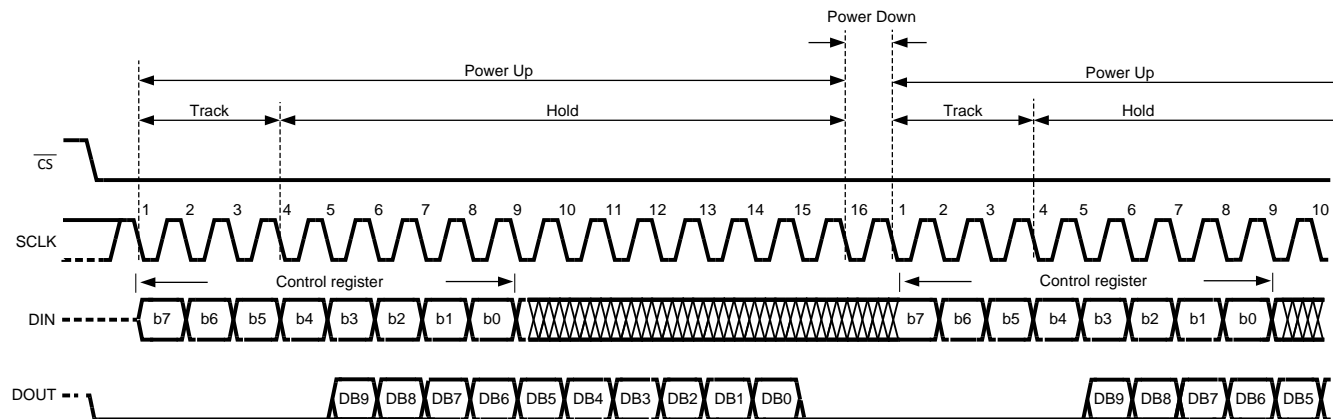 Power Down
Power Up
Power Up
Track
Hold
Track
Hold
CS
1 2 3 4 5 6 7 8 9 10 11 12 13 14 15 16 1 2 3 4 5 6 7 8 9 10
SCLK
Control register
Control register
DIN
b7 b6 b5 b4 b3 b2 b1 b0 b7 b6 b5 b4 b3 b2 b1 b0
DOUT
DB9 DB8 DB7 DB6 DB5 DB4 DB3 DB2 DB1 DB0 DB9 DB8 DB7 DB6 DB5